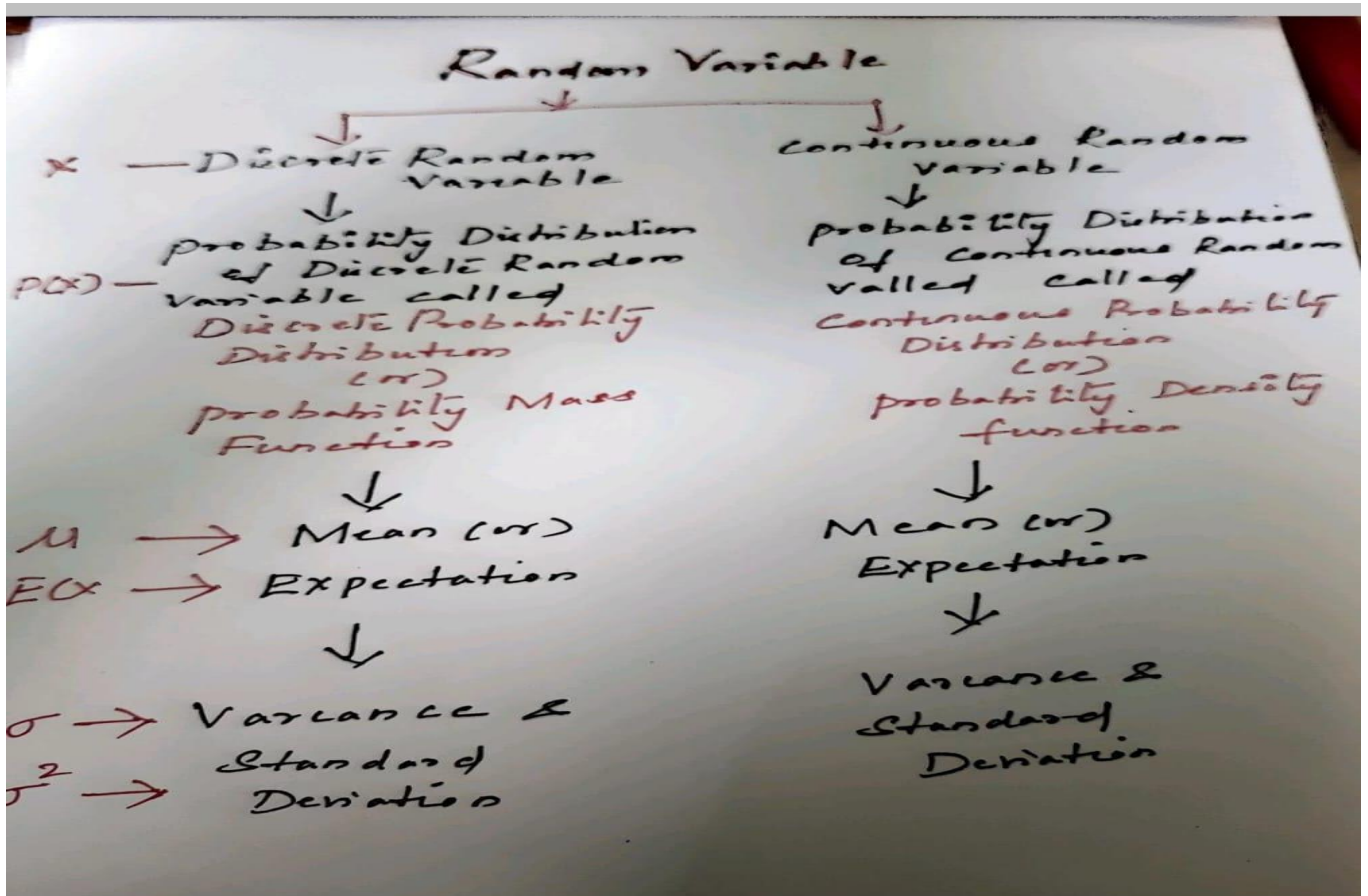 Random Variable
x — Discrete Random
Variable
probability Distribution
P(x) — of Discrete Random
variable called
Discrete Probability
Distribution
(or)
probability Mass
Function
μ → Mean (or)
E(x → Expectation
σ → Variance &
Standard
σ² → Deviation
Continuous Random
Variable
probability Distribution
of Continuous Random
valled called
Continuous Probability
Distribution
(or)
probability Density
function
Mean (or)
Expectation
Variance &
Standard
Deviation